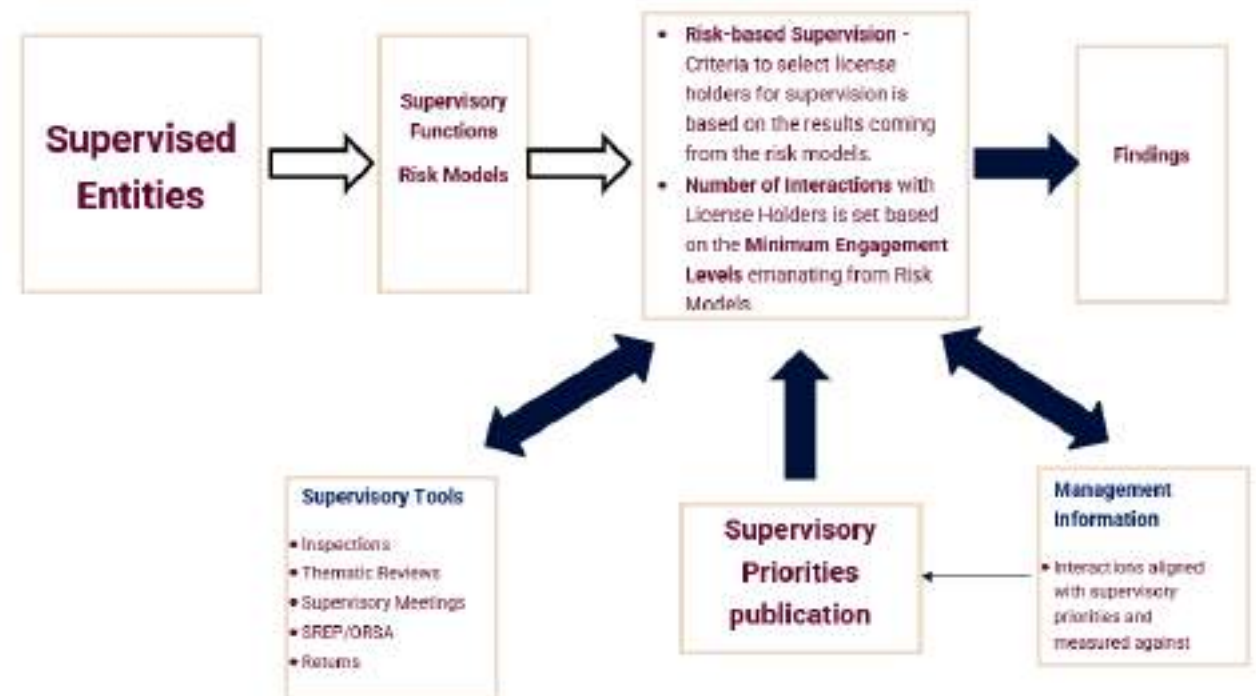 Supervised
Entities
Supervisory
Functions
Risk Models
• Risk-based Supervision -
Criteria to select license
holders for supervision is
based on the results coming
from the risk models.
• Number of Interactions with
License Holders is set based
on the Minimum Engagement
Levels emanating from Risk
Models
Findings
Supervisory Tools
• Inspections
• Thematic Reviews
• Supervisory Meetings
• SREP/ORSA
• Returns
Supervisory
Priorities
publication
Management
Information
• Interactions aligned
with supervisory
priorities and
measured against